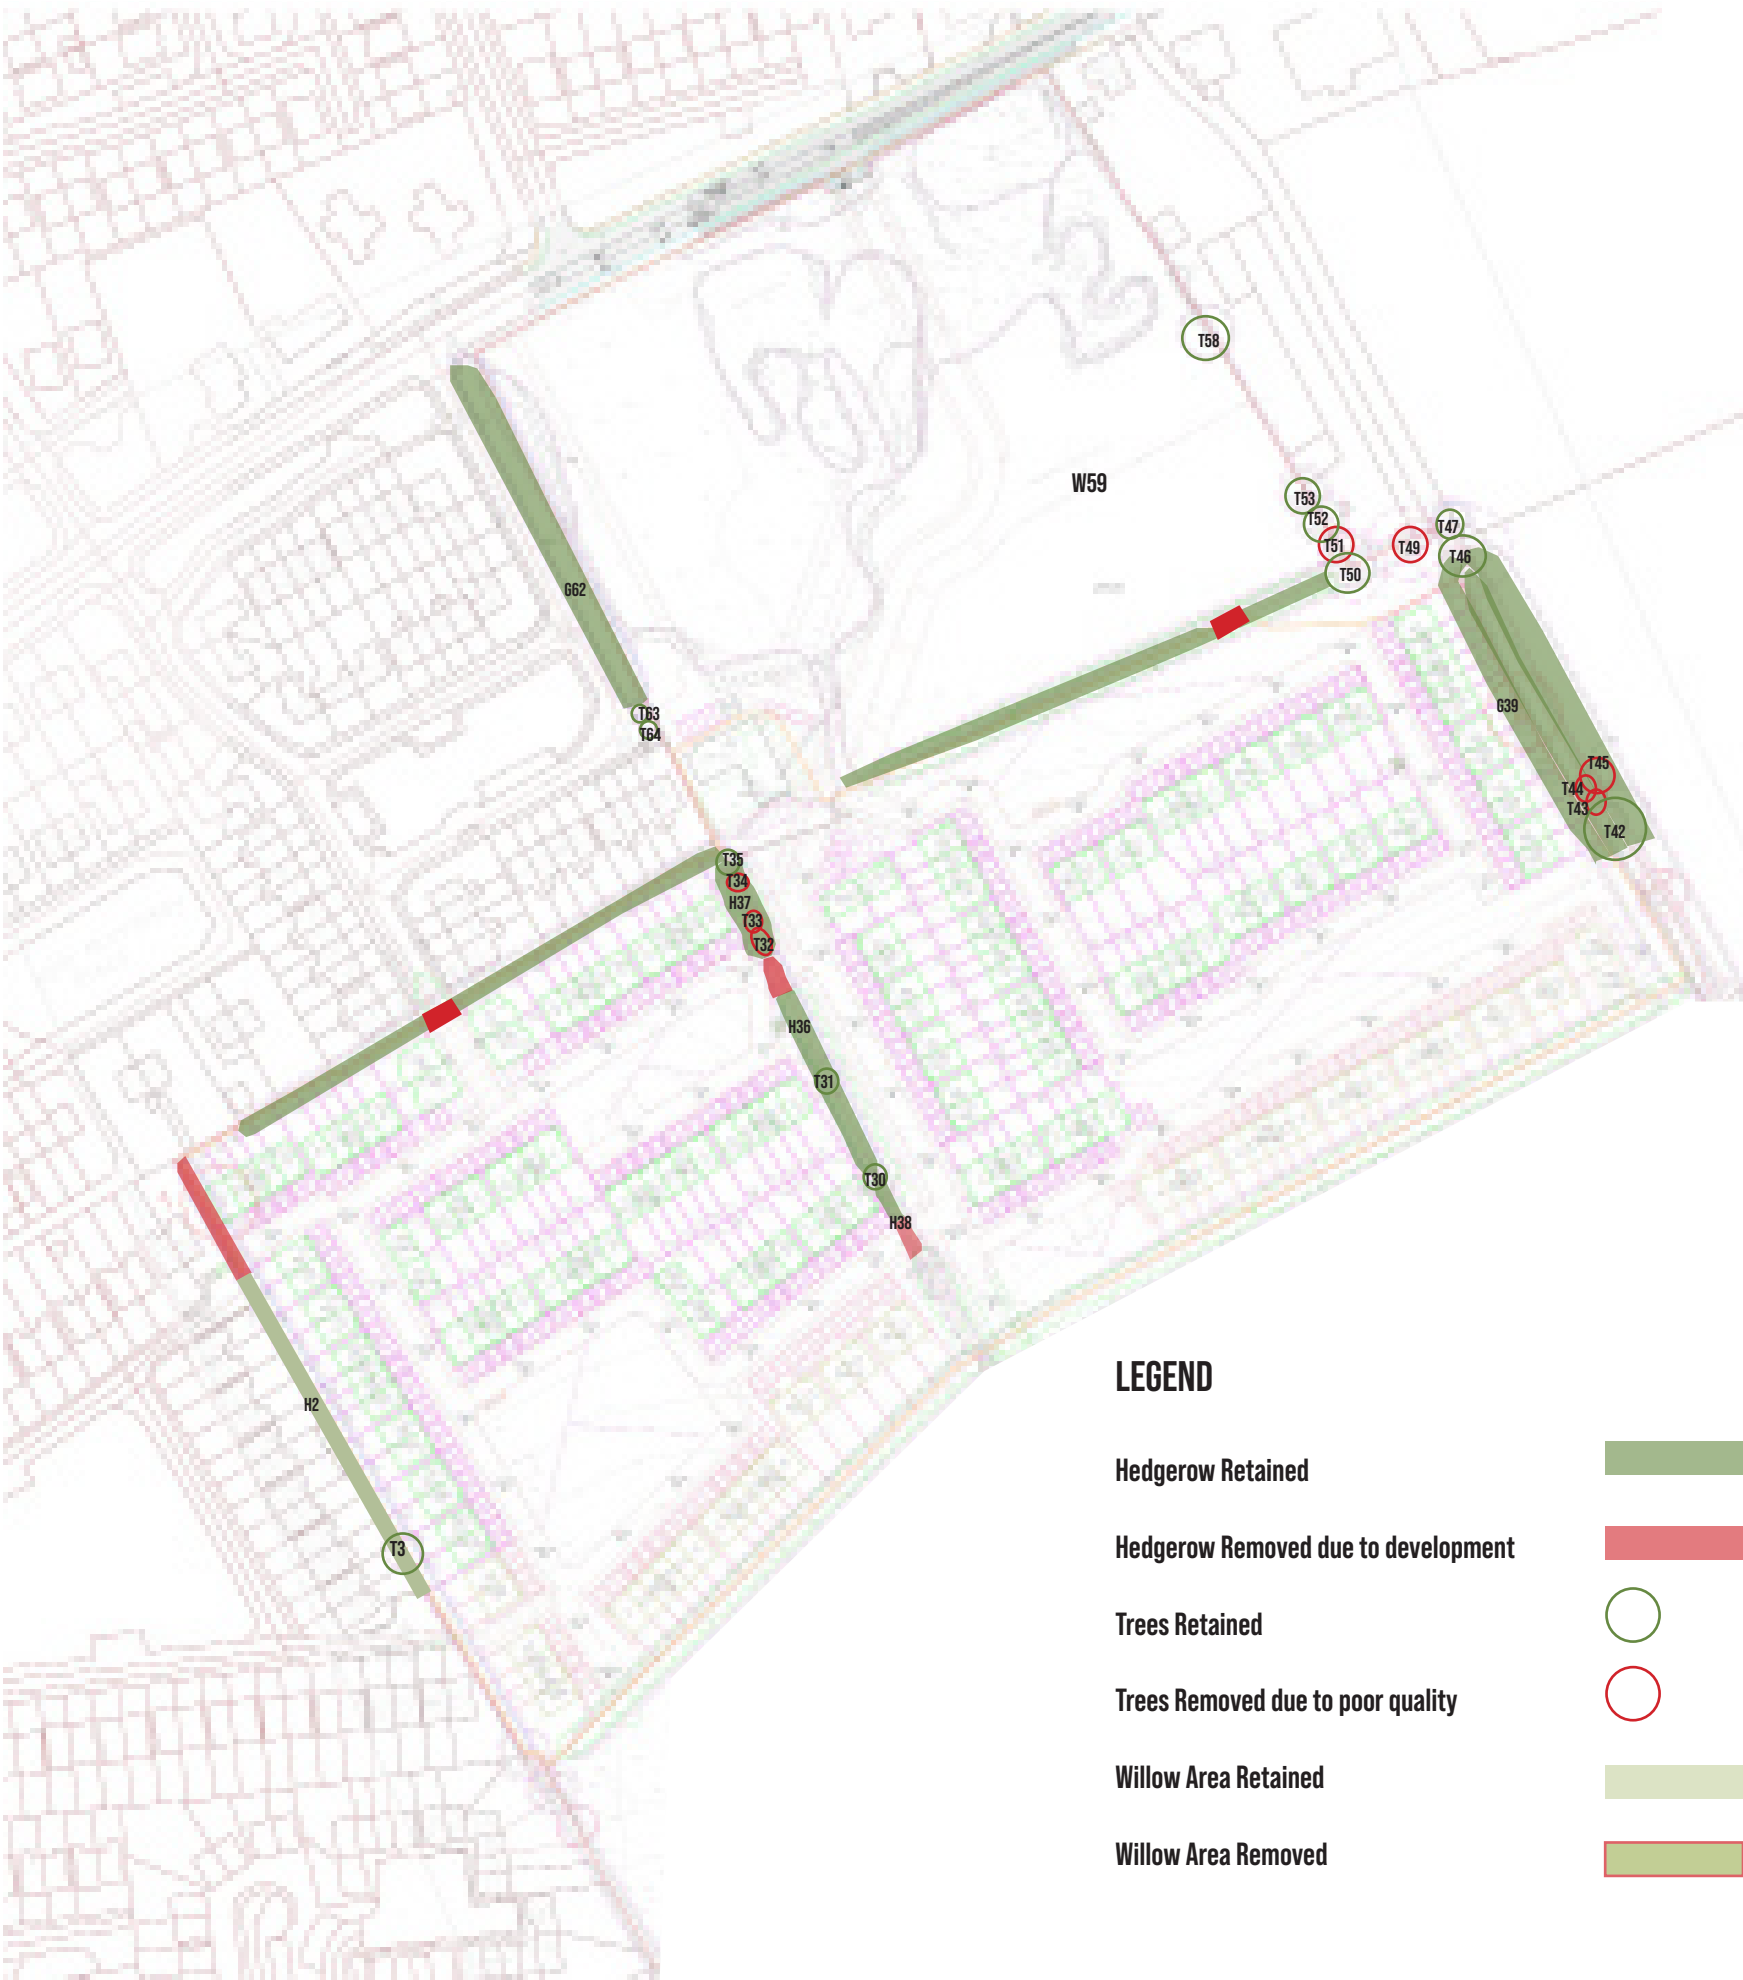 T58
W59
T53
T52
T47
T51
T49
T46
T50
G62
G39
T63
T64
T45
T44
T43
T42
T35
T34
H37
T33
T32
H36
T31
T30
H38
H2
T3
LEGEND
Hedgerow Retained
Hedgerow Removed due to development
Trees Retained
Trees Removed due to poor quality
Willow Area Retained
Willow Area Removed